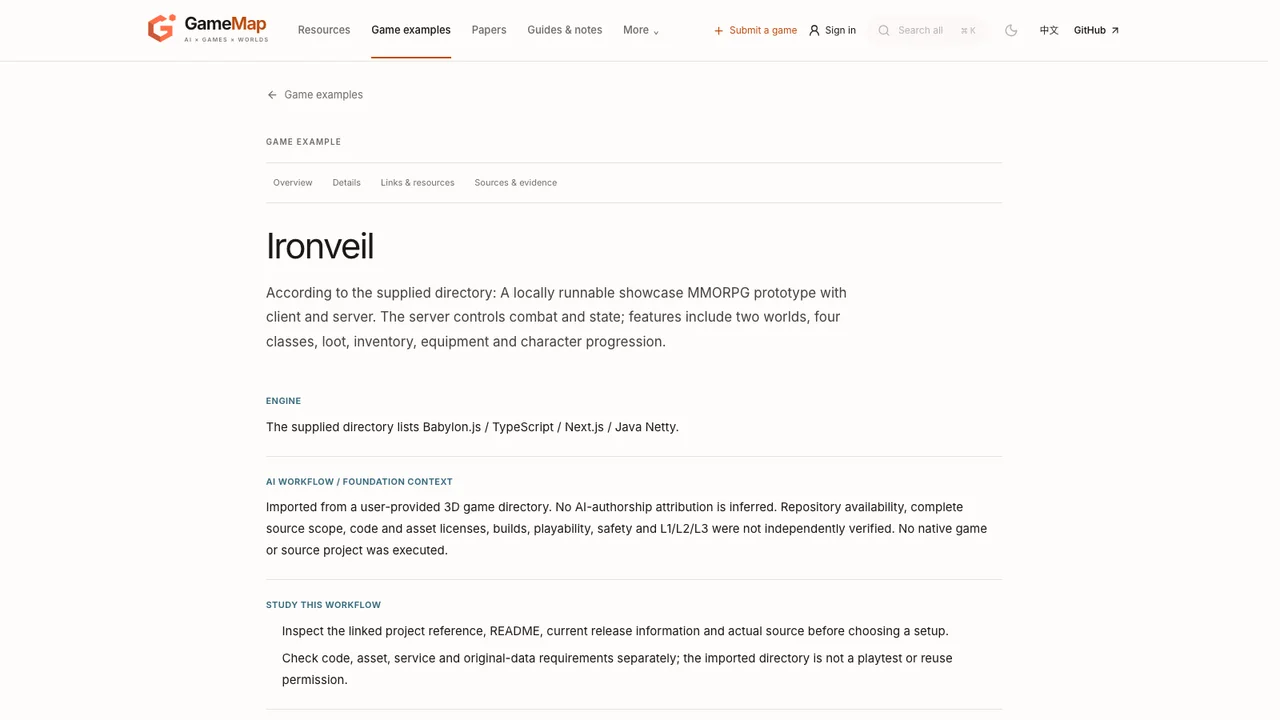 GameMap
AI × GAMES × WORLDS
Resources
Game examples
Papers
Guides & notes
More
+ Submit a game
Sign in
Search all
⌘ K
中文
GitHub ↗
← Game examples
GAME EXAMPLE
Overview
Details
Links & resources
Sources & evidence
Ironveil
According to the supplied directory: A locally runnable showcase MMORPG prototype with
client and server. The server controls combat and state; features include two worlds, four
classes, loot, inventory, equipment and character progression.
ENGINE
The supplied directory lists Babylon.js / TypeScript / Next.js / Java Netty.
AI WORKFLOW / FOUNDATION CONTEXT
Imported from a user-provided 3D game directory. No AI-authorship attribution is inferred. Repository availability, complete
source scope, code and asset licenses, builds, playability, safety and L1/L2/L3 were not independently verified. No native game
or source project was executed.
STUDY THIS WORKFLOW
Inspect the linked project reference, README, current release information and actual source before choosing a setup.
Check code, asset, service and original-data requirements separately; the imported directory is not a playtest or reuse
permission.